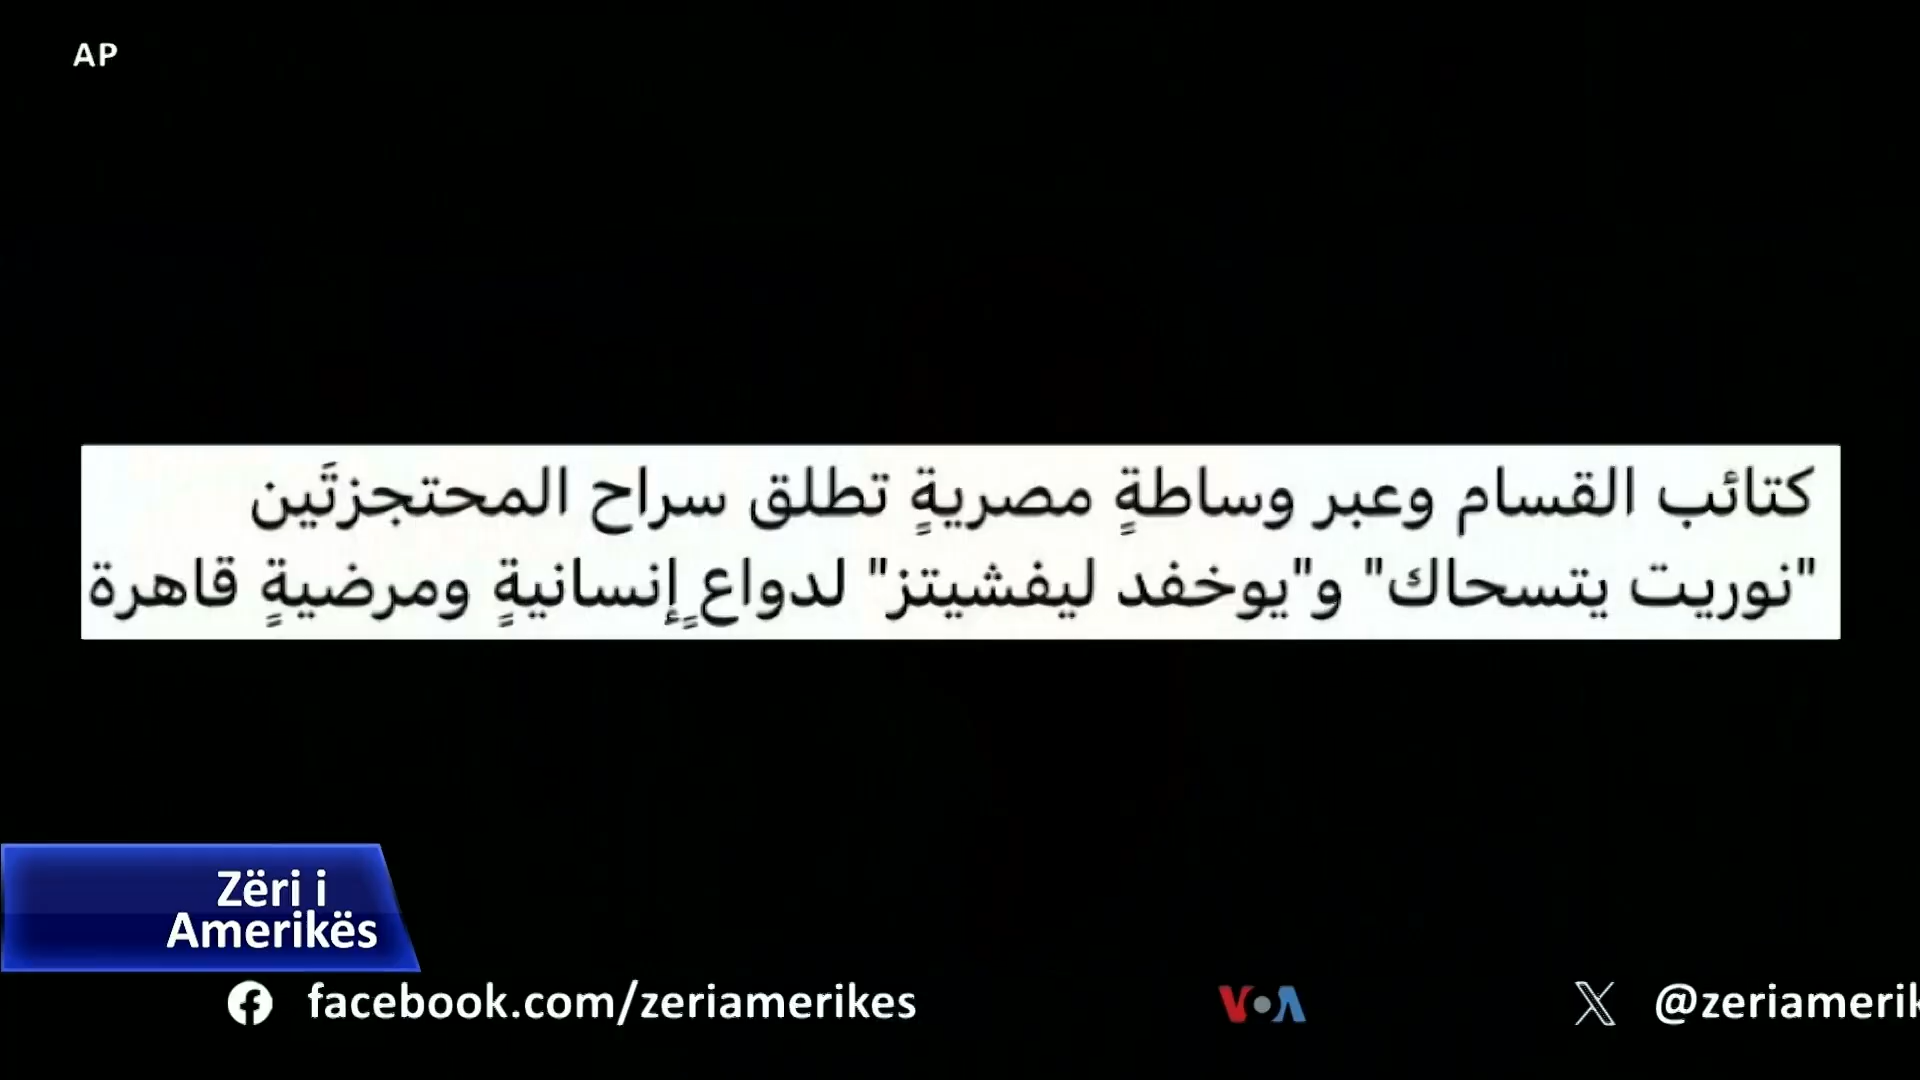 AP
كتائب القسام وعبر وساطةٍ مصريةٍ تطلق سراح المحتجزتَين
"نوريت يتسحاك" و"يوخفد ليفشيتز" لدواعٍ إنسانيةٍ ومرضيةٍ قاهرة
Zëri i
Amerikës
facebook.com/zeriamerikes
VOA
@zeriamerik